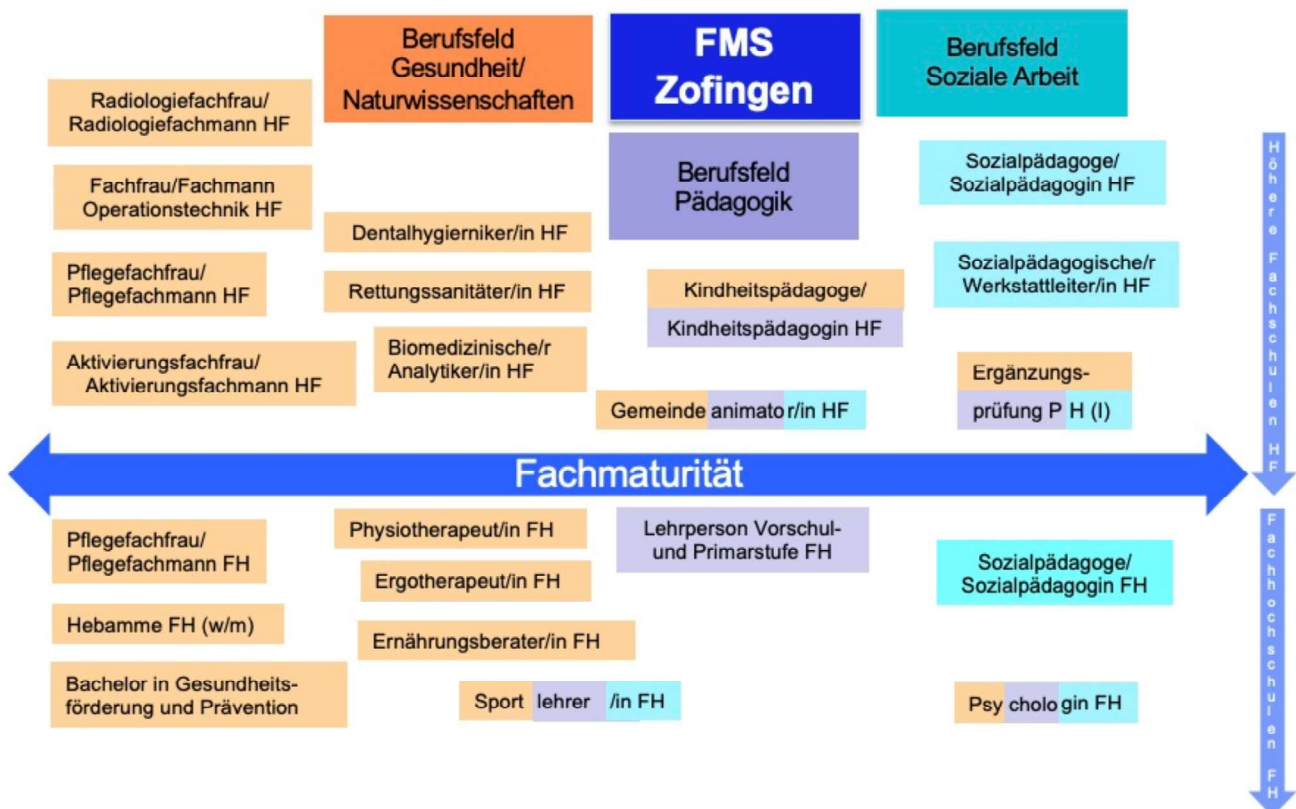 Berufsfeld
Gesundheit/
Naturwissenschaften
FMS
Zofingen
Berufsfeld
Soziale Arbeit
Radiologiefachfrau/
Radiologiefachmann HF
Fachfrau/Fachmann
Operationstechnik HF
Pflegefachfrau/
Pflegefachmann HF
Aktivierungsfachfrau/
Aktivierungsfachmann HF
Dentalhygierniker/in HF
Rettungssanitäter/in HF
Biomedizinische/r
Analytiker/in HF
Berufsfeld
Pädagogik
Kindheitspädagoge/
Kindheitspädagogin HF
Gemeinde animato r/in HF
Sozialpädagoge/
Sozialpädagogin HF
Sozialpädagogische/r
Werkstattleiter/in HF
Ergänzungs-
prüfung P H (I)
Höhere Fachschulen HF
Fachmaturität
Pflegefachfrau/
Pflegefachmann FH
Hebamme FH (w/m)
Bachelor in Gesundheits-
förderung und Prävention
Physiotherapeut/in FH
Ergotherapeut/in FH
Ernährungsberater/in FH
Sport lehrer /in FH
Lehrperson Vorschul-
und Primarstufe FH
Sozialpädagoge/
Sozialpädagogin FH
Psy cholo gin FH
Fachhochschulen FH